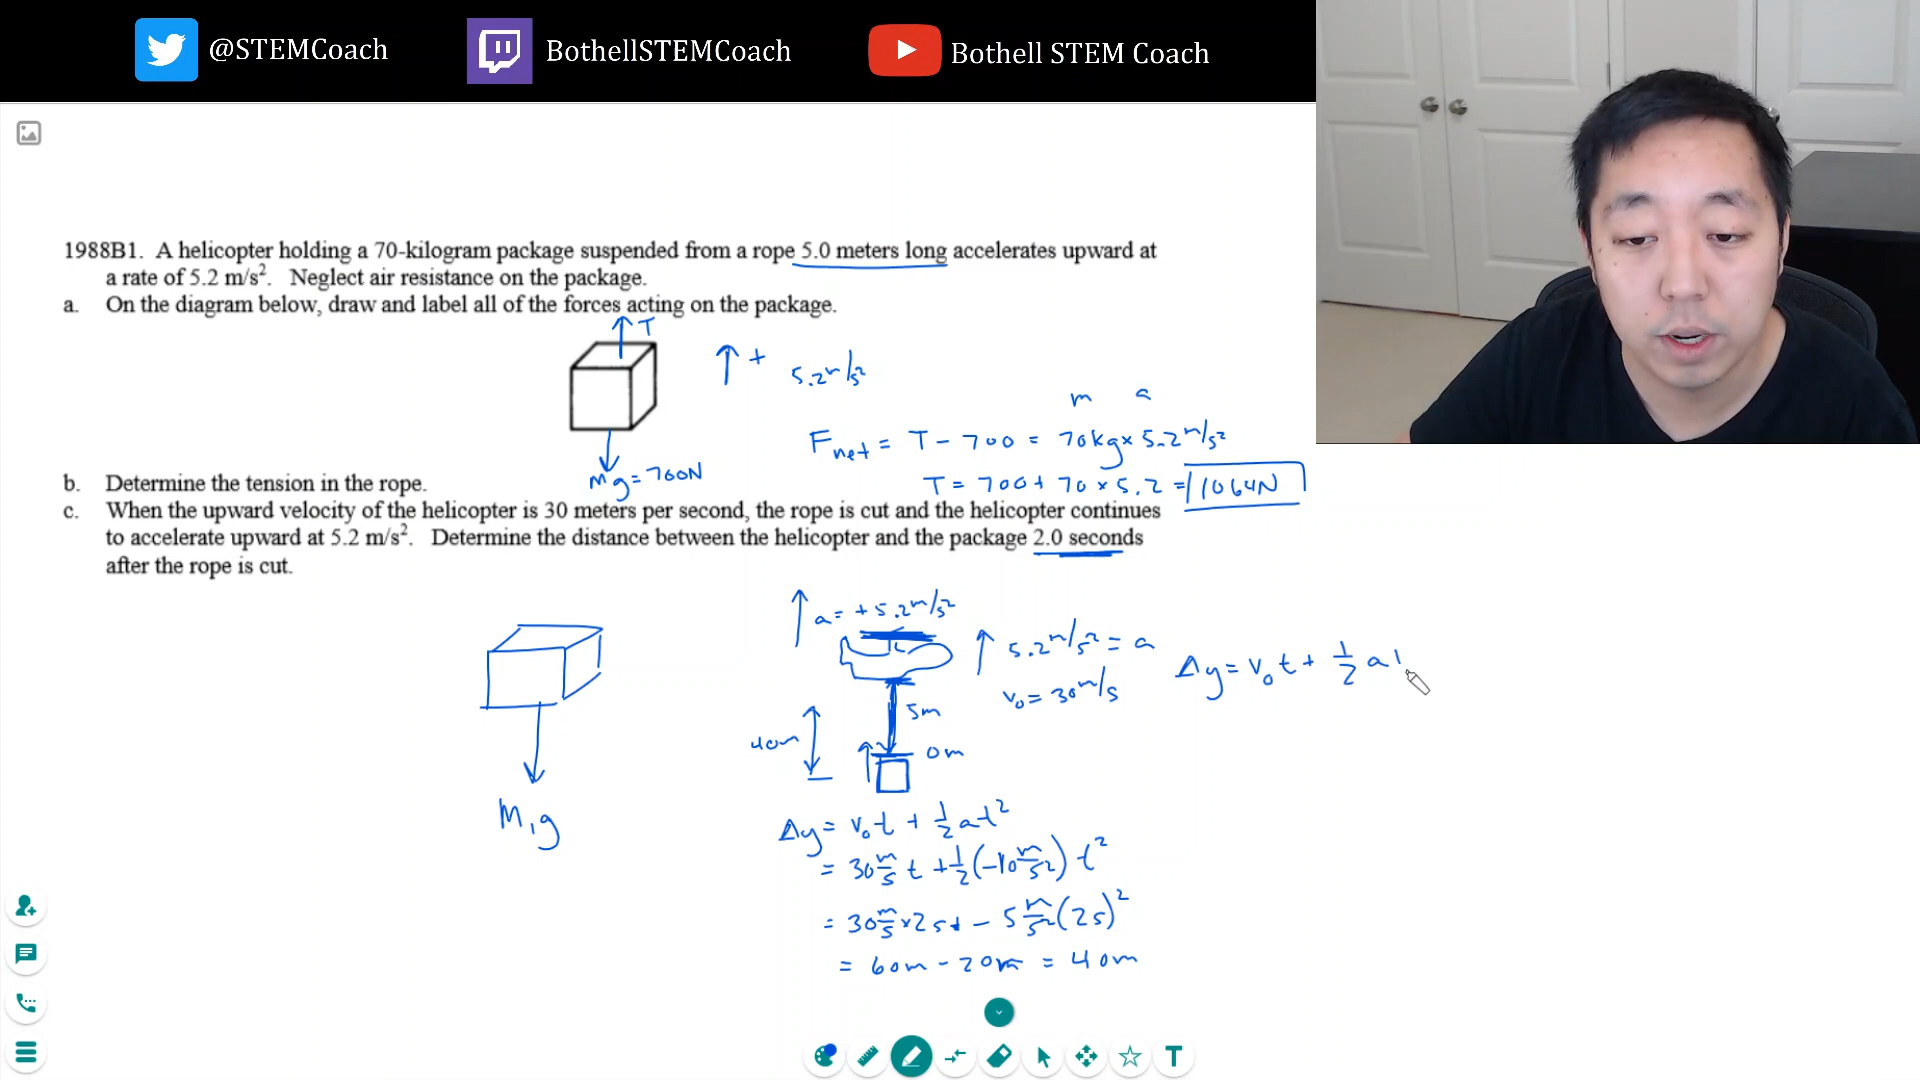 @STEMCoach
BothellSTEMCoach
Bothell STEM Coach
1988B1. A helicopter holding a 70-kilogram package suspended from a rope 5.0 meters long accelerates upward at
a rate of 5.2 m/s². Neglect air resistance on the package.
a. On the diagram below, draw and label all of the forces acting on the package.
T
+
5.2 m/s²
mg = 700N
m a
F_net = T - 700 = 70kg × 5.2 m/s²
T = 700 + 70 × 5.2 = 1064N
b. Determine the tension in the rope.
c. When the upward velocity of the helicopter is 30 meters per second, the rope is cut and the helicopter continues
to accelerate upward at 5.2 m/s². Determine the distance between the helicopter and the package 2.0 seconds
after the rope is cut.
a = +5.2 m/s²
5.2 m/s² = a
v₀ = 30 m/s
Δy = v₀t + 1/2 a
5m
40m
0m
M₁g
Δy = v₀t + 1/2 at²
= 30 m/s t + 1/2 (-10 m/s²) t²
= 30 m/s × 2s - 5 m/s² (2s)²
= 60m - 20m = 40m
T